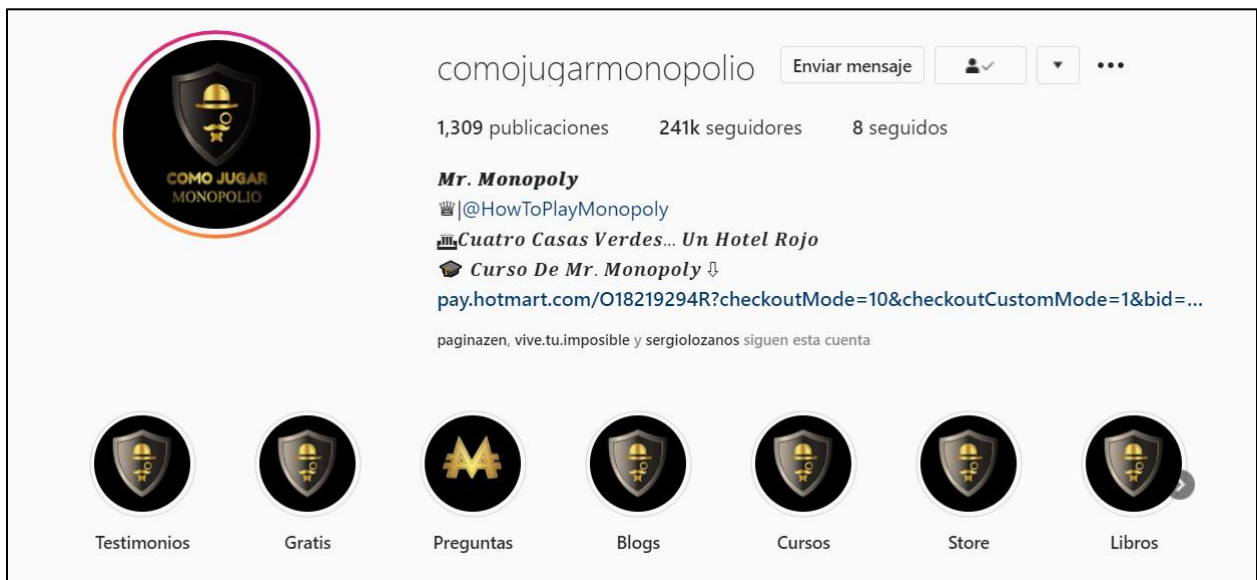 comojugarmonopolio Enviar mensaje
1,309 publicaciones 241k seguidores 8 seguidos
COMO JUGAR
MONOPOLIO
Mr. Monopoly
♕|@HowToPlayMonopoly
Cuatro Casas Verdes... Un Hotel Rojo
🎓 Curso De Mr. Monopoly ⇩
pay.hotmart.com/O18219294R?checkoutMode=10&checkoutCustomMode=1&bid=...
paginazen, vive.tu.imposible y sergiolozanos siguen esta cuenta
Testimonios Gratis Preguntas Blogs Cursos Store Libros